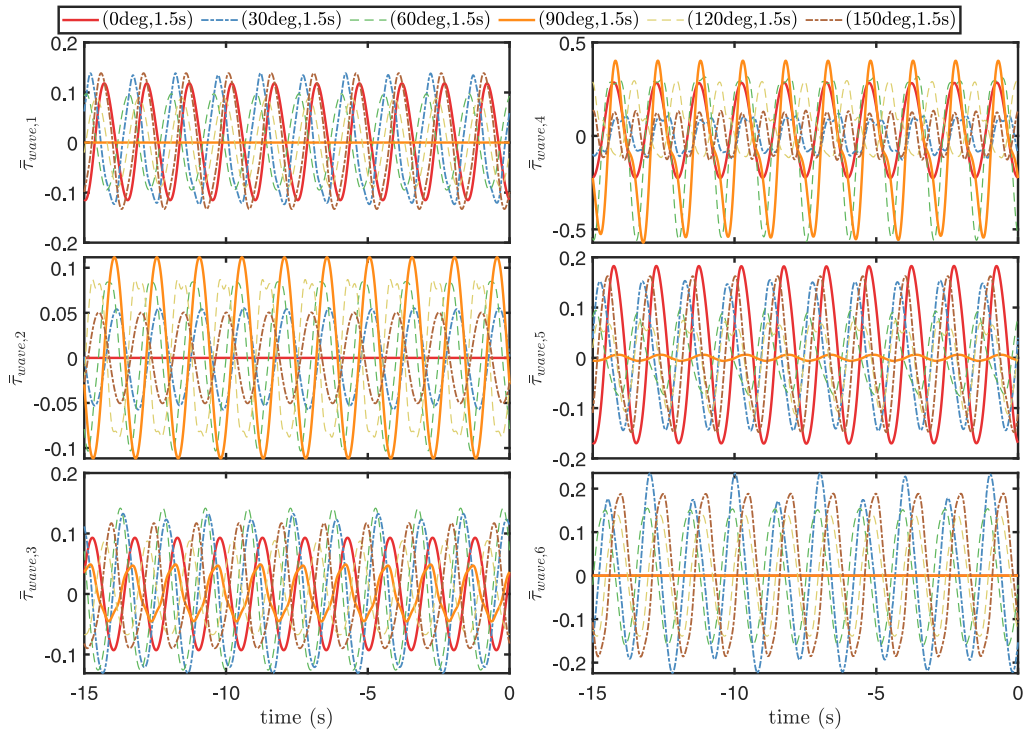 (0deg,1.5s) (30deg,1.5s) (60deg,1.5s) (90deg,1.5s) (120deg,1.5s) (150deg,1.5s)
0.2
0.1
0
-0.1
-0.2
τ̄wave,1
0.5
0
-0.5
τ̄wave,4
0.1
0.05
0
-0.05
-0.1
τ̄wave,2
0.2
0.1
0
-0.1
-0.2
τ̄wave,5
0.2
0.1
0
-0.1
τ̄wave,3
-15 -10 -5 0
time (s)
0.2
0.1
0
-0.1
-0.2
τ̄wave,6
-15 -10 -5 0
time (s)